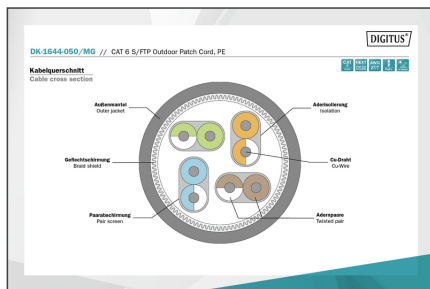 DIGITUS®
DK-1644-050/MG // CAT 6 S/FTP Outdoor Patch Cord, PE
Kabelquerschnitt
Cable cross section
Außenmantel
Outer jacket
Aderisolierung
Isolation
Geflechtschirmung
Braid shield
Cu-Draht
Cu-Wire
Paarabschirmung
Pair screen
Adernpaare
Twisted pair